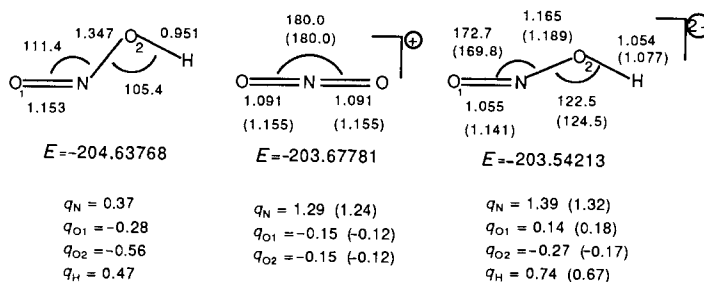 111.4 1.347 O2 0.951 H
O1 N
1.153 105.4
E=−204.63768
qN = 0.37
qO1 = −0.28
qO2 = −0.56
qH = 0.47
180.0
(180.0)
⊕
O N O
1.091 1.091
(1.155) (1.155)
E=−203.67781
qN = 1.29 (1.24)
qO1 = −0.15 (−0.12)
qO2 = −0.15 (−0.12)
1.165 2
172.7 (1.189) 1.054
(169.8) O2 (1.077)
O1 N H
1.055 122.5
(1.141) (124.5)
E=−203.54213
qN = 1.39 (1.32)
qO1 = 0.14 (0.18)
qO2 = −0.27 (−0.17)
qH = 0.74 (0.67)